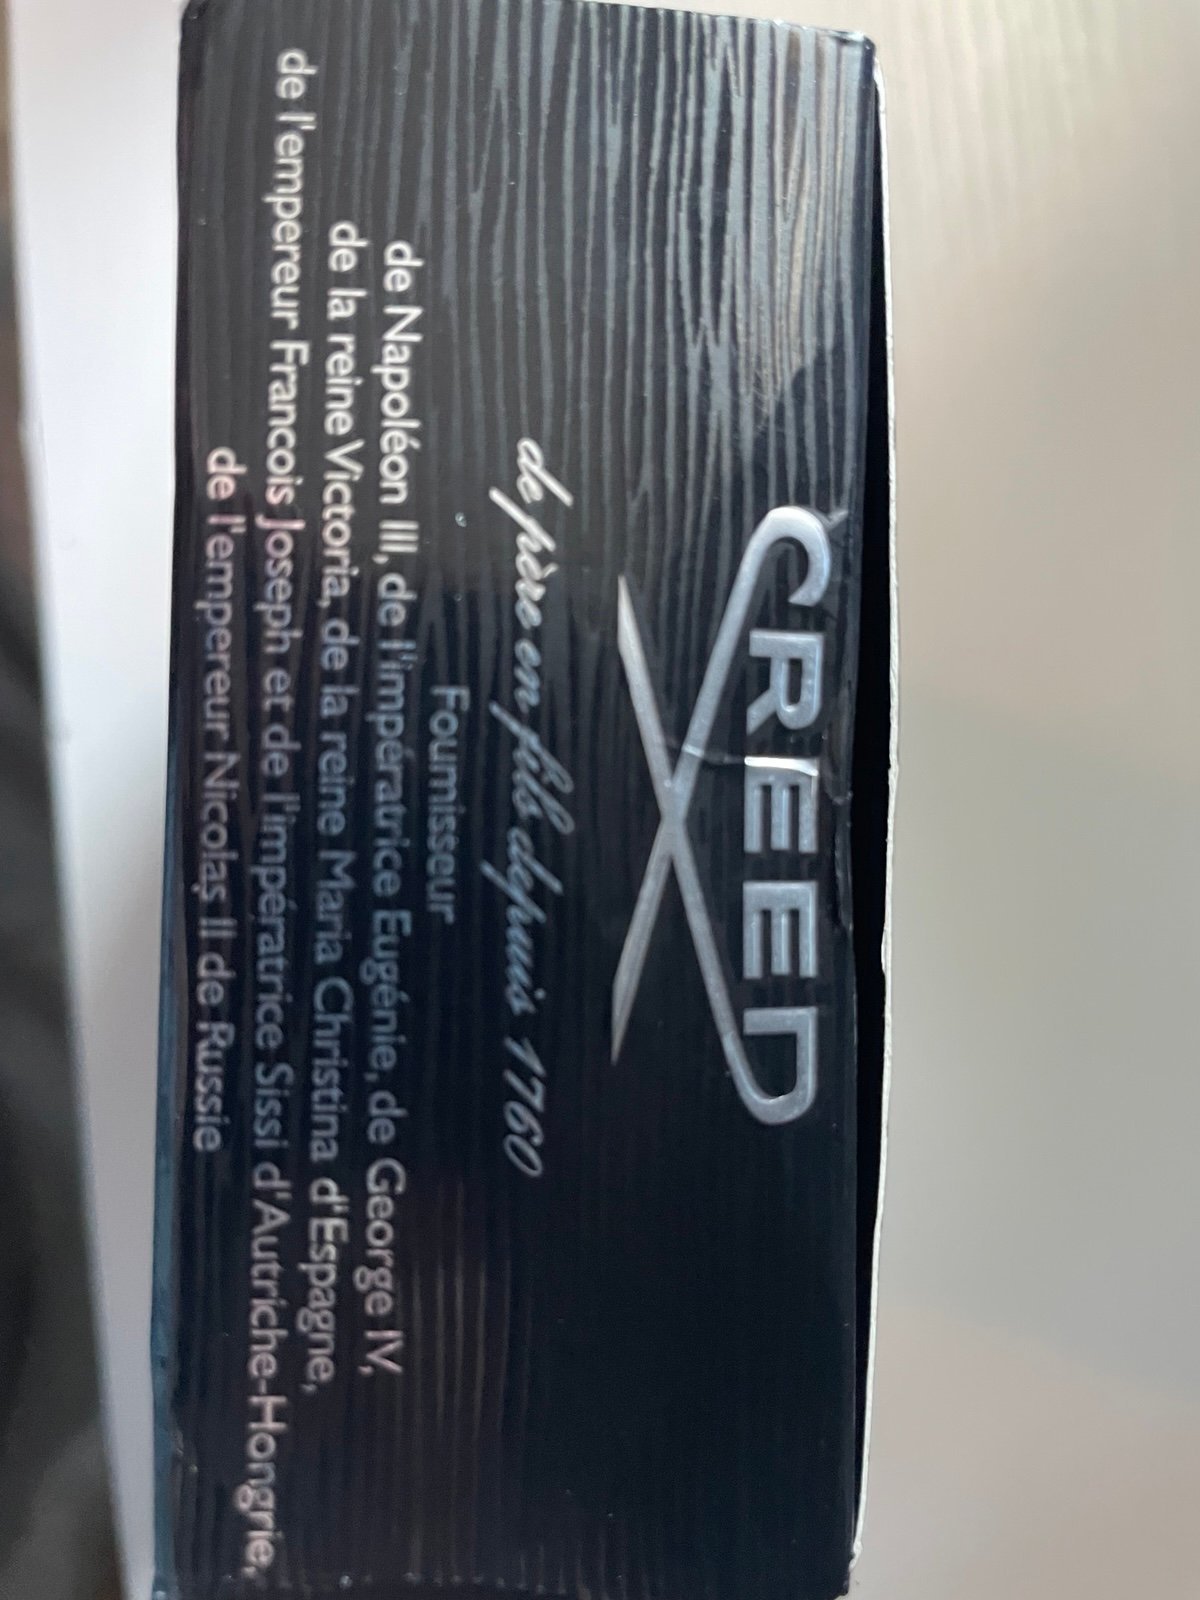 CREED
de père en fils depuis 1760
Fournisseur
de Napoléon III, de l'impératrice Eugénie, de George IV,
de la reine Victoria, de la reine Maria Christina d'Espagne,
de l'empereur Francois Joseph et de l'impératrice Sissi d'Autriche-Hongrie,
de l'empereur Nicolas II de Russie